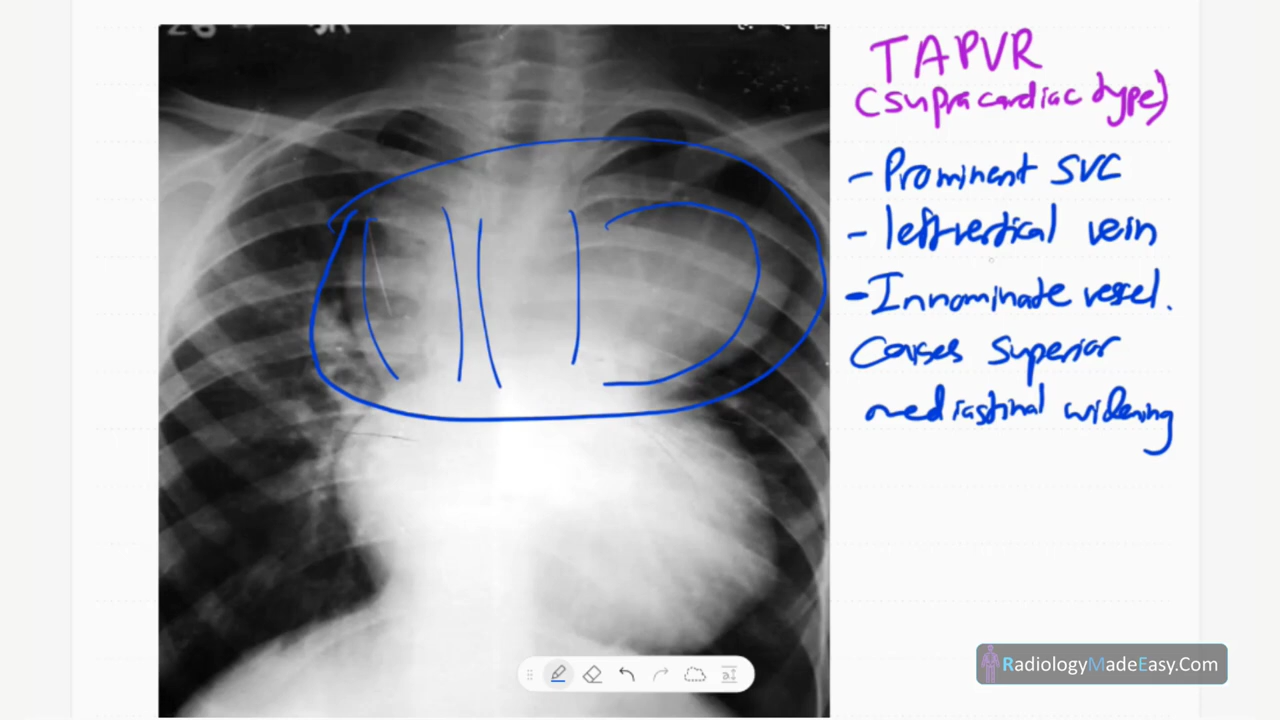 TAPVR
(supracardiac type)
- Prominent SVC
- left vertical vein
- Innominate vessel.
Causes superior
mediastinal widening
RadiologyMadeEasy.Com